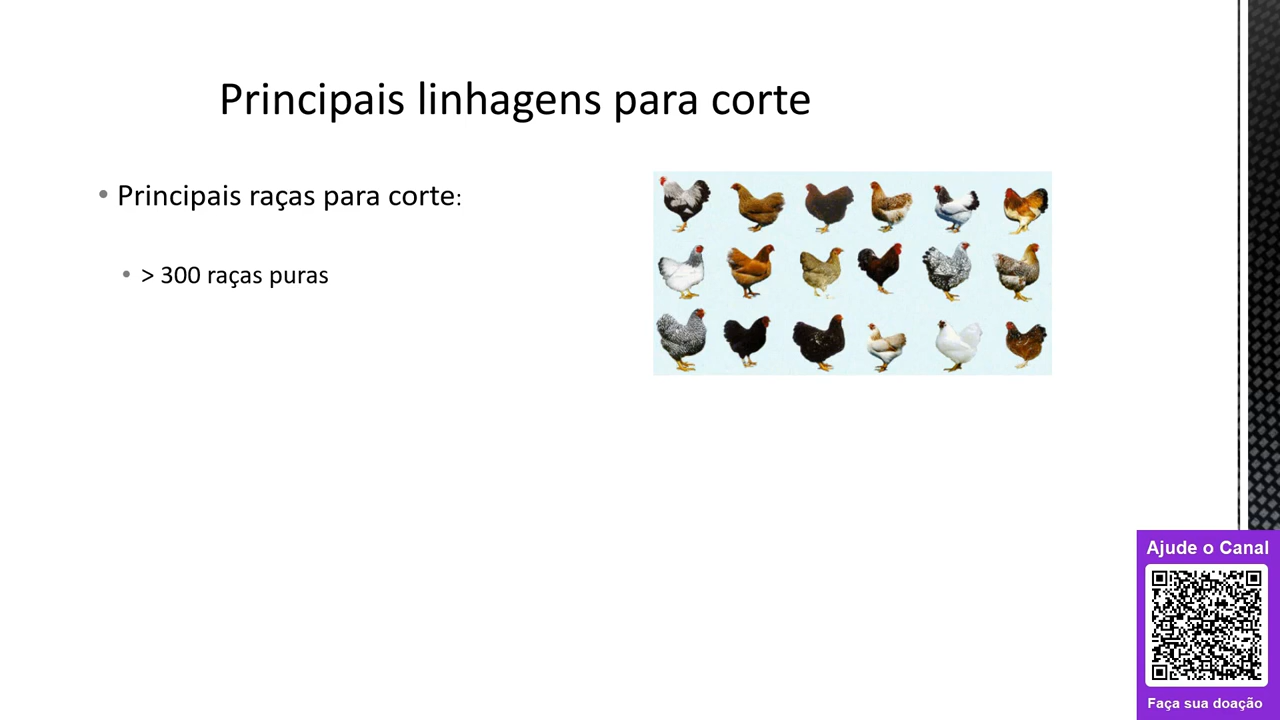 Principais linhagens para corte
• Principais raças para corte:
• > 300 raças puras
Ajude o Canal
Faça sua doação